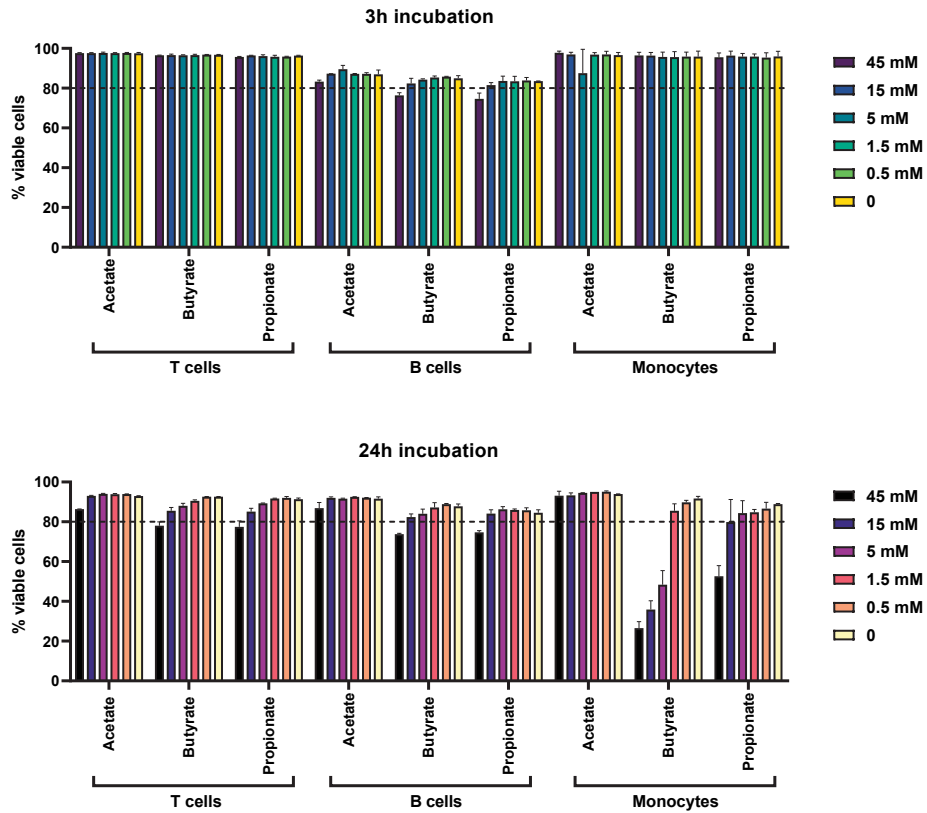 3h incubation
% viable cells
100
80
60
40
20
0
45 mM
15 mM
5 mM
1.5 mM
0.5 mM
0
Acetate
Butyrate
Propionate
Acetate
Butyrate
Propionate
Acetate
Butyrate
Propionate
T cells
B cells
Monocytes
24h incubation
% viable cells
100
80
60
40
20
0
45 mM
15 mM
5 mM
1.5 mM
0.5 mM
0
Acetate
Butyrate
Propionate
Acetate
Butyrate
Propionate
Acetate
Butyrate
Propionate
T cells
B cells
Monocytes